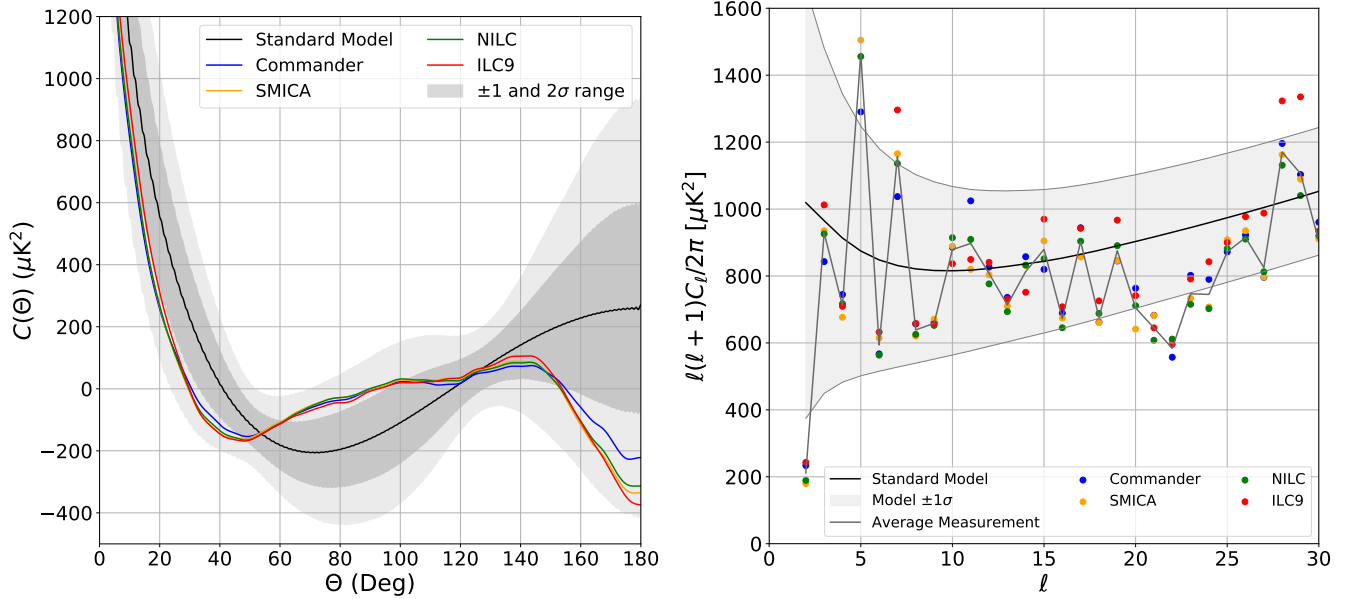 1200
1000
800
600
400
200
0
−200
−400
0 20 40 60 80 100 120 140 160 180
C(Θ) (μK²)
Θ (Deg)
Standard Model
Commander
SMICA
NILC
ILC9
±1 and 2σ range
1600
1400
1200
1000
800
600
400
200
0
0 5 10 15 20 25 30
ℓ(ℓ + 1)Cℓ/2π [μK²]
ℓ
Standard Model
Model ±1σ
Average Measurement
Commander
SMICA
NILC
ILC9